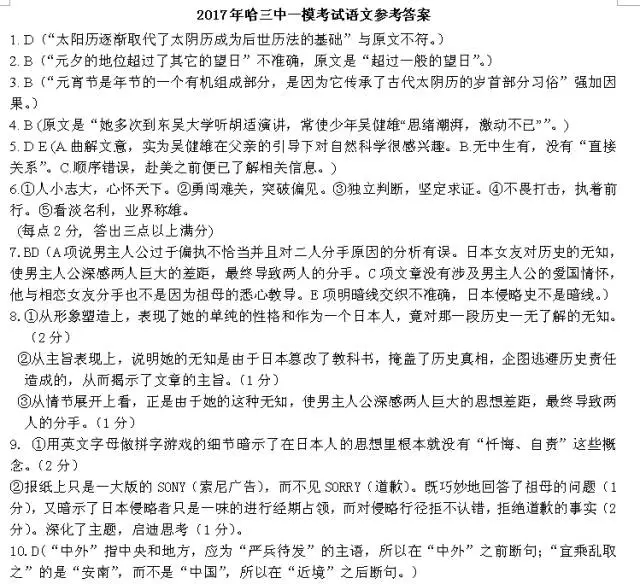 2017年哈三中一模考试语文参考答案
1. D（“太阳历逐渐取代了太阴历成为后世历法的基础”与原文不符。）
2. B（“元夕的地位超过了其它的望日”不准确，原文是“超过一般的望日”。）
3. B（“元宵节是年节的一个有机组成部分，是因为它传承了古代太阴历的岁首部分习俗”强加因
果。）
4. B（原文是“她多次到东吴大学听胡适演讲，常使少年吴健雄“思绪潮湃，激动不已””。）
5. D E（A.曲解文意，实为吴健雄在父亲的引导下对自然科学很感兴趣。B.无中生有，没有“直接
关系”。C.顺序错误，赴美之前便已了解相关信息。）
6.①人小志大，心怀天下。②勇闯难关，突破偏见。③独立判断，坚定求证。④不畏打击，执着前
行。⑤看淡名利，业界称雄。
（每点2分，答出三点以上满分）
7.BD（A项说男主人公过于偏执不恰当并且对二人分手原因的分析有误。日本女友对历史的无知，
使男主人公深感两人巨大的差距，最终导致两人的分手。C项文章没有涉及男主人公的爱国情怀，
他与相恋女友分手也不是因为祖母的悉心教导。E项明暗线交织不准确，日本侵略史不是暗线。）
8.①从形象塑造上，表现了她的单纯的性格和作为一个日本人，竟对那一段历史一无了解的无知。
（2分）
②从主旨表现上，说明她的无知是由于日本篡改了教科书，掩盖了历史真相，企图逃避历史责任
造成的，从而揭示了文章的主旨。（1分）
③从情节展开上看，正是由于她的这种无知，使男主人公深感两人巨大的思想差距，最终导致两
人的分手。（1分）
9. ①用英文字母做拼字游戏的细节暗示了在日本人的思想里根本就没有“忏悔、自责”这些概
念。（2分）
②报纸上只是一大版的SONY（索尼广告），而不见SORRY（道歉）。既巧妙地回答了祖母的问题（1
分），又暗示了日本侵略者只是一味的进行经期占领，而对侵略行径拒不认错，拒绝道歉的事实（2
分）。深化了主题，启迪思考（1分）。
10.D（“中外”指中央和地方，应为“严兵待发”的主语，所以在“中外”之前断句；“宜乘乱取
之”的是“安南”，而不是“中国”，所以在“近境”之后断句。）